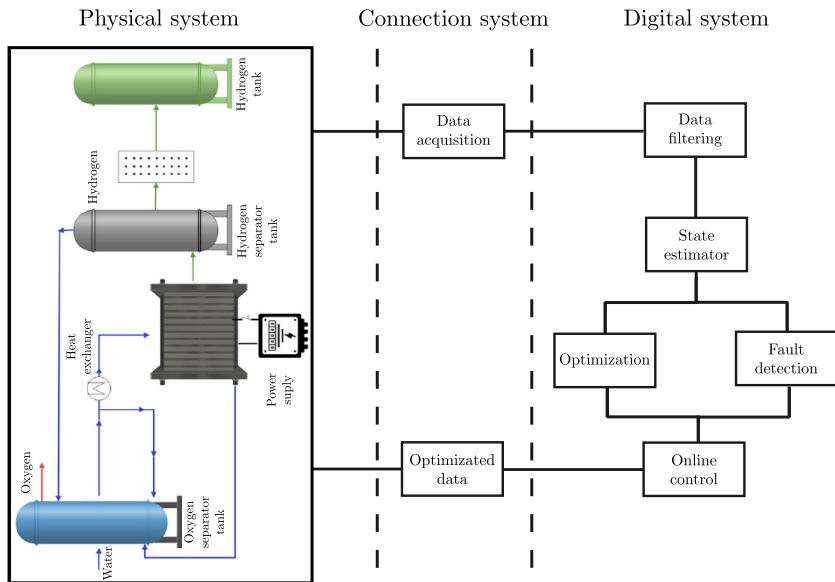 Physical system
Connection system
Digital system
Hydrogen
tank
Hydrogen
Hydrogen
separator
tank
Heat
exchanger
M
Power
suply
Oxygen
Oxygen
separator
tank
Water
Data
acquisition
Optimizated
data
Data
filtering
State
estimator
Optimization
Fault
detection
Online
control